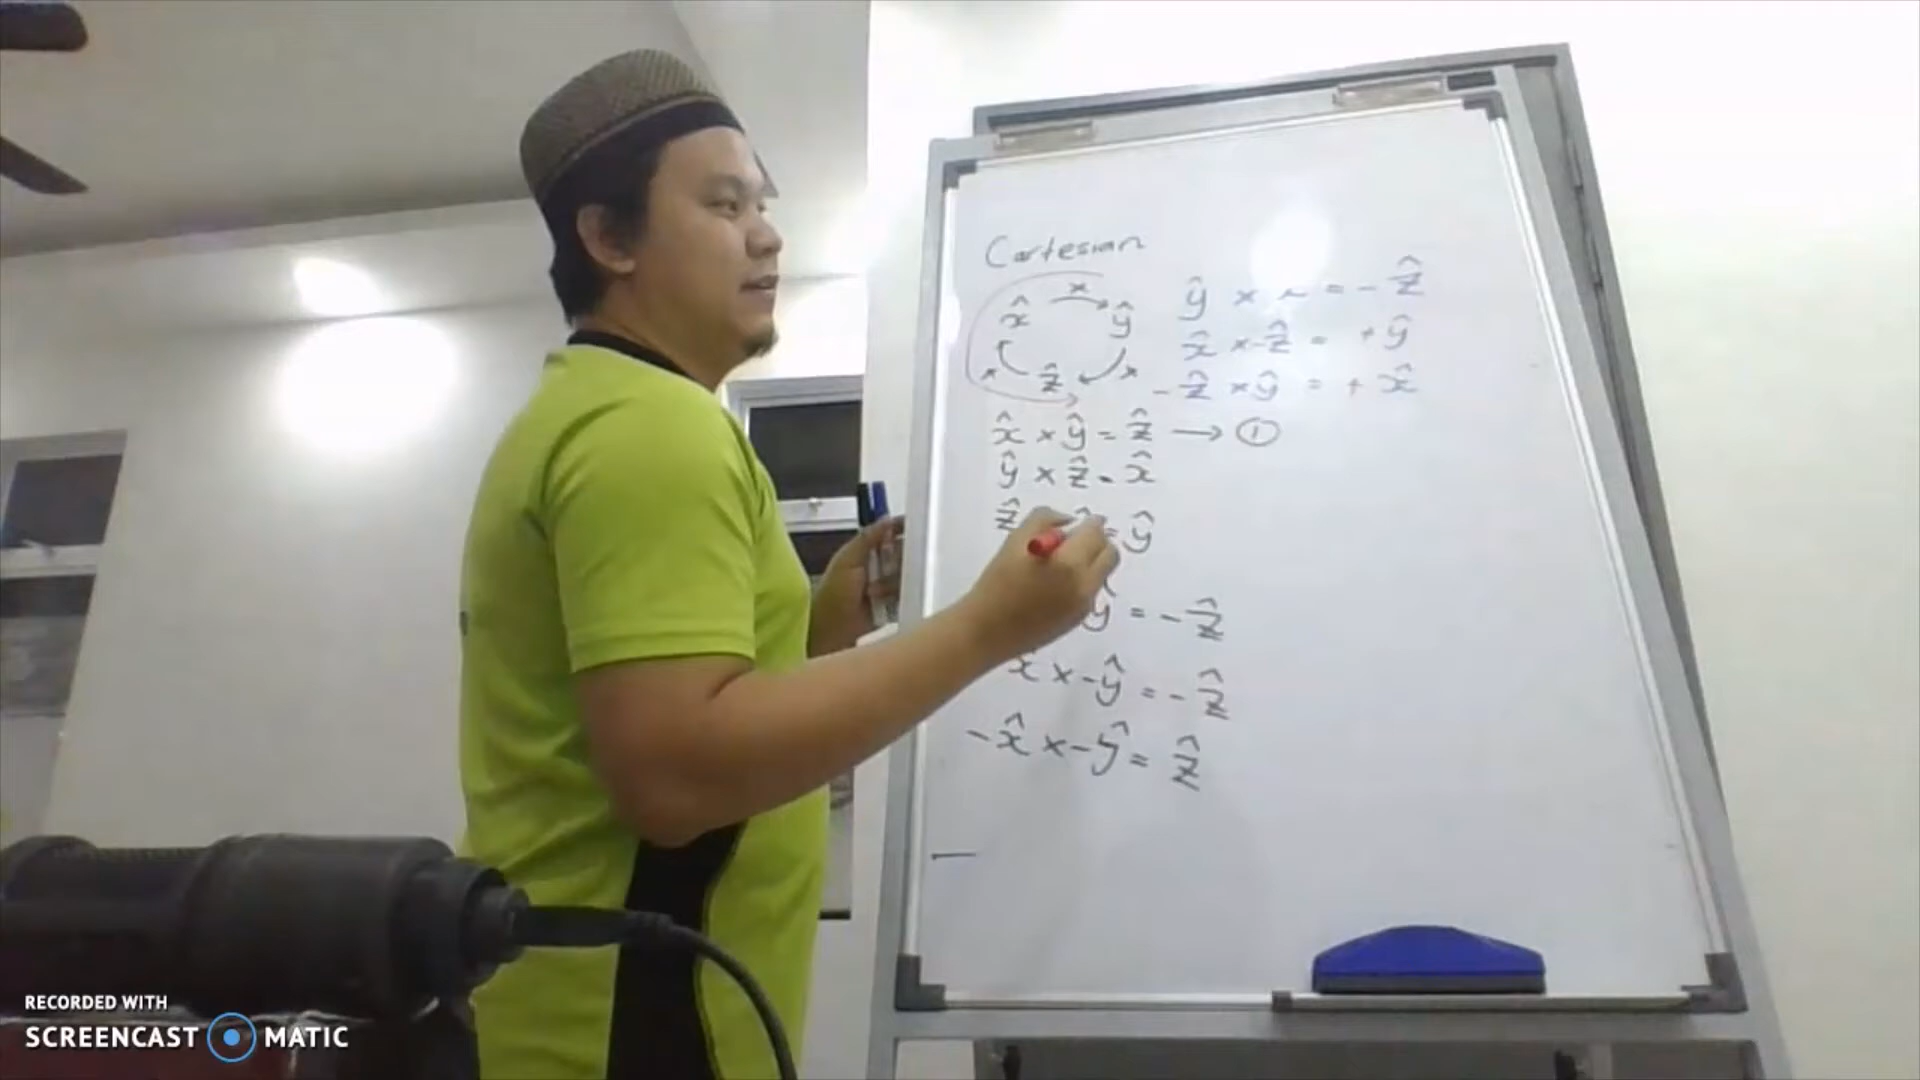 Cartesian
x̂ × ŷ
× ẑ ×
x̂ × ŷ = ẑ → ①
ŷ × ẑ = x̂
ẑ = ŷ
ŷ = - ẑ
x̂ × - ŷ = - ẑ
- x̂ × - ŷ = ẑ
ŷ × = - ẑ
x̂ × - ẑ = + ŷ
- ẑ × ŷ = + x̂
RECORDED WITH
SCREENCAST MATIC